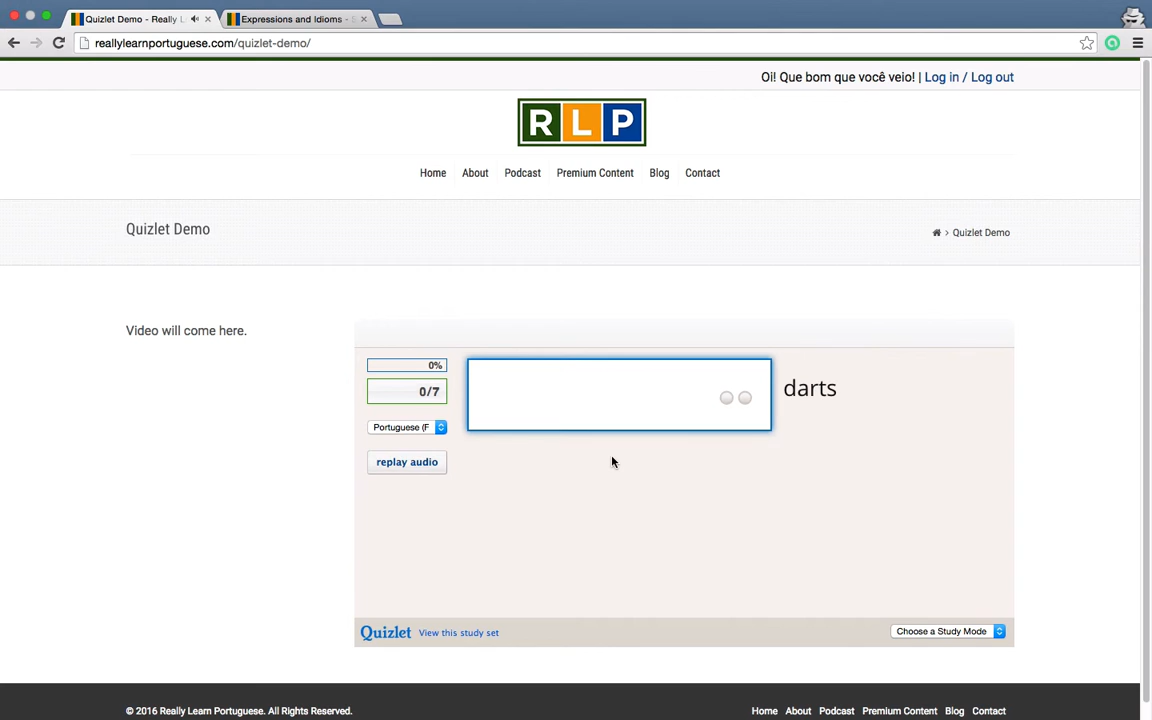 Quizlet Demo - Really L
Expressions and Idioms - S
reallylearnportuguese.com/quizlet-demo/
Oi! Que bom que você veio! | Log in / Log out
RLP
Home About Podcast Premium Content Blog Contact
Quizlet Demo
Quizlet Demo
Video will come here.
0%
0/7
darts
Portuguese (F
replay audio
Quizlet View this study set Choose a Study Mode
© 2016 Really Learn Portuguese. All Rights Reserved. Home About Podcast Premium Content Blog Contact